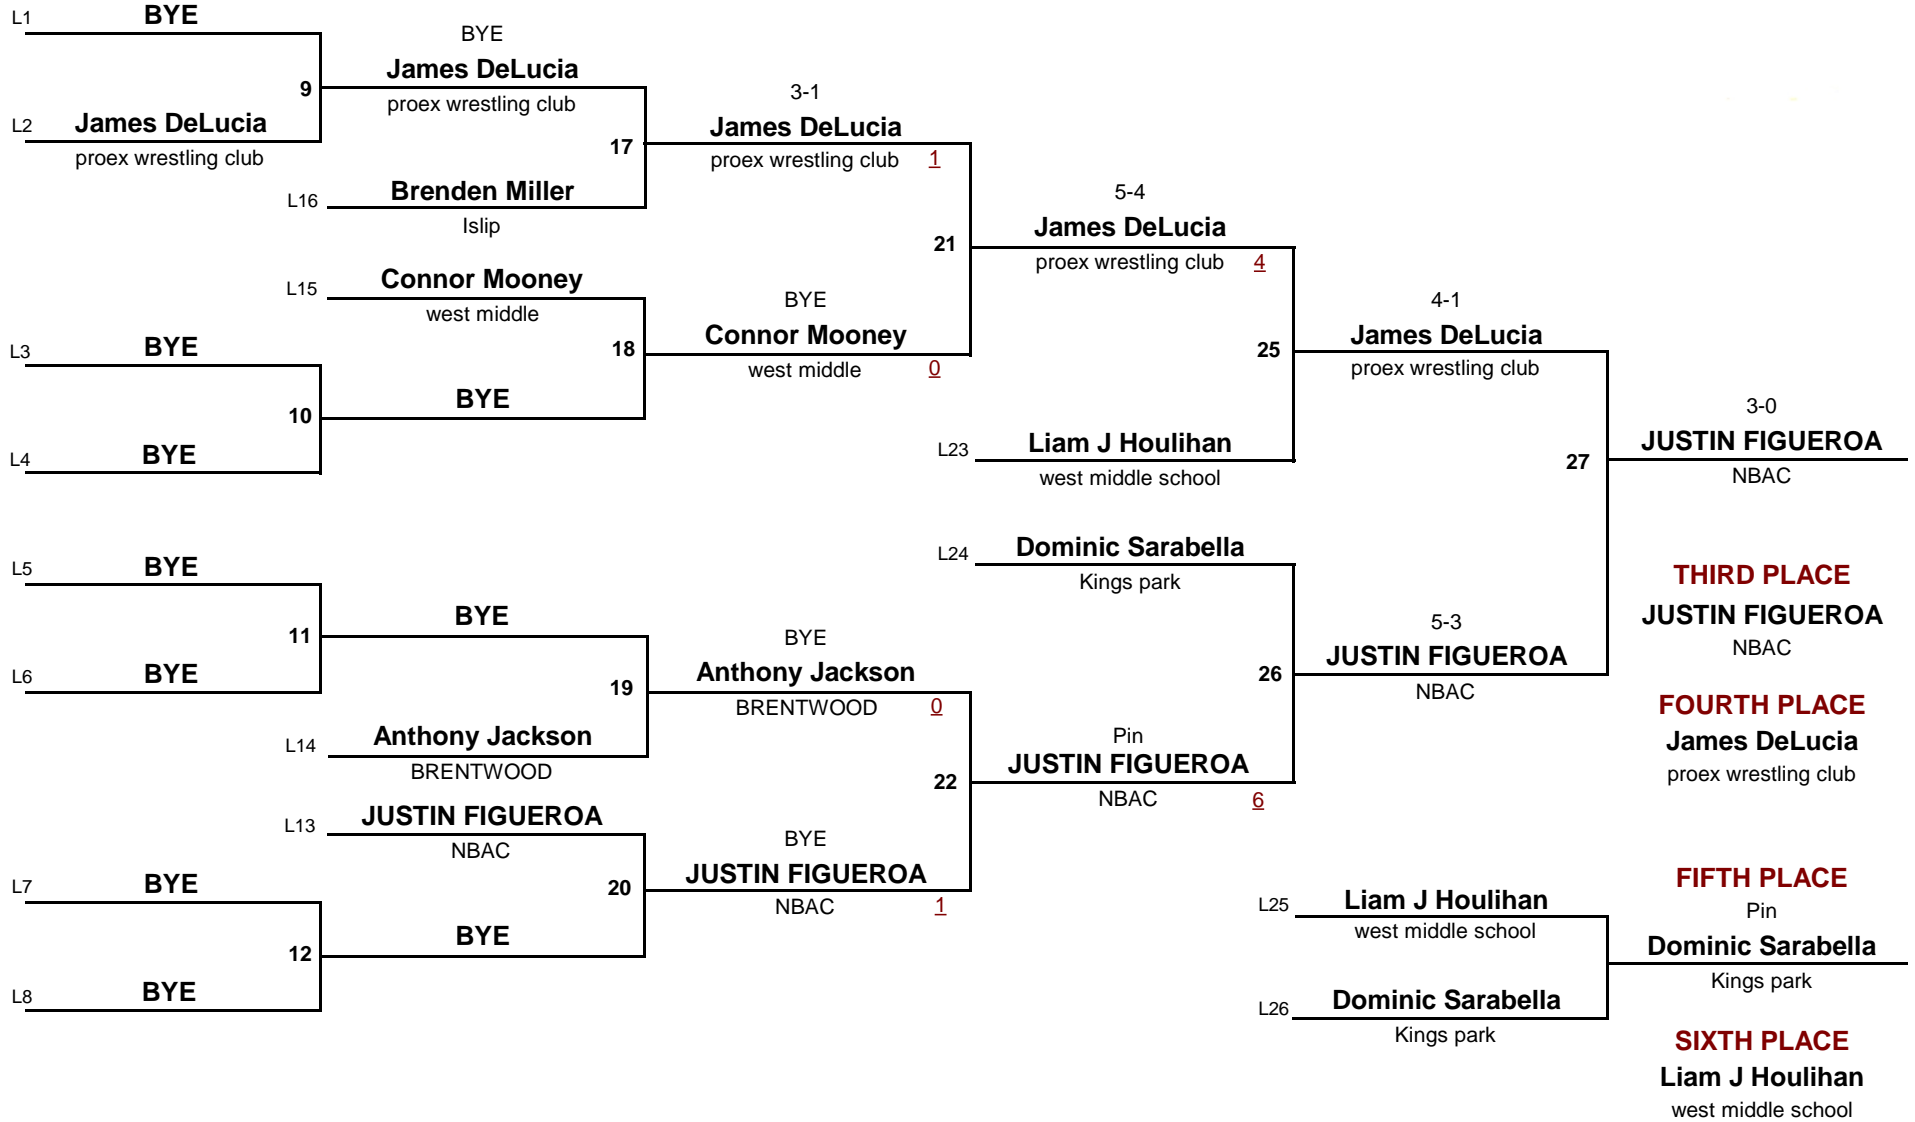 L1 BYE
BYE
James DeLucia
9
proex wrestling club
L2 James DeLucia
proex wrestling club
3-1
James DeLucia
17
proex wrestling club 1
L16 Brenden Miller
Islip
5-4
James DeLucia
21
proex wrestling club 4
L15 Connor Mooney
west middle
BYE
Connor Mooney
18
west middle 0
L3 BYE
10
BYE
L4 BYE
4-1
James DeLucia
25
proex wrestling club
L23 Liam J Houlihan
west middle school
3-0
JUSTIN FIGUEROA
27
NBAC
L5 BYE
11
BYE
L6 BYE
L24 Dominic Sarabella
Kings park
THIRD PLACE
JUSTIN FIGUEROA
NBAC
BYE
Anthony Jackson
19
BRENTWOOD 0
5-3
JUSTIN FIGUEROA
26
NBAC
L14 Anthony Jackson
BRENTWOOD
FOURTH PLACE
James DeLucia
proex wrestling club
Pin
JUSTIN FIGUEROA
22
NBAC 6
L13 JUSTIN FIGUEROA
NBAC
BYE
JUSTIN FIGUEROA
20
NBAC 1
L7 BYE
12
BYE
L8 BYE
L25 Liam J Houlihan
west middle school
FIFTH PLACE
Pin
Dominic Sarabella
Kings park
L26 Dominic Sarabella
Kings park
SIXTH PLACE
Liam J Houlihan
west middle school